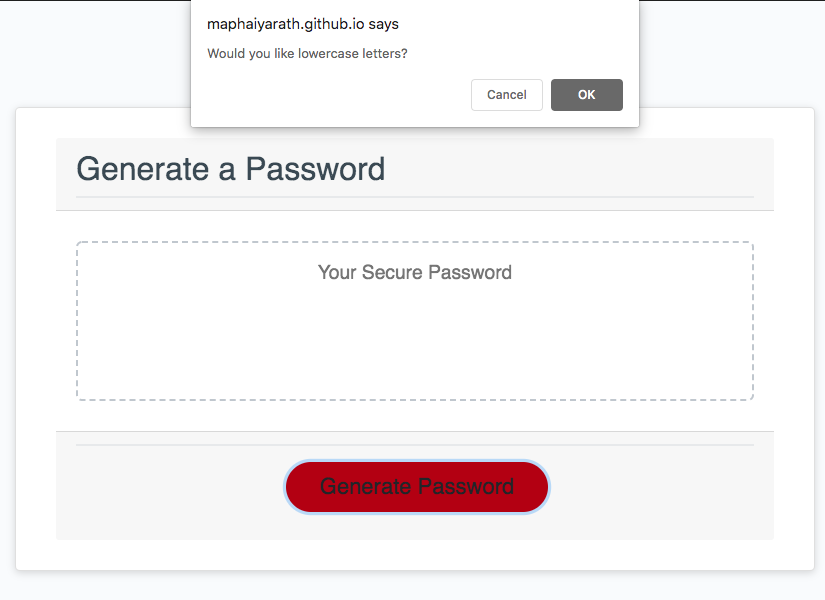 maphaiyarath.github.io says
Would you like lowercase letters?
Cancel
OK
Generate a Password
Your Secure Password
Generate Password